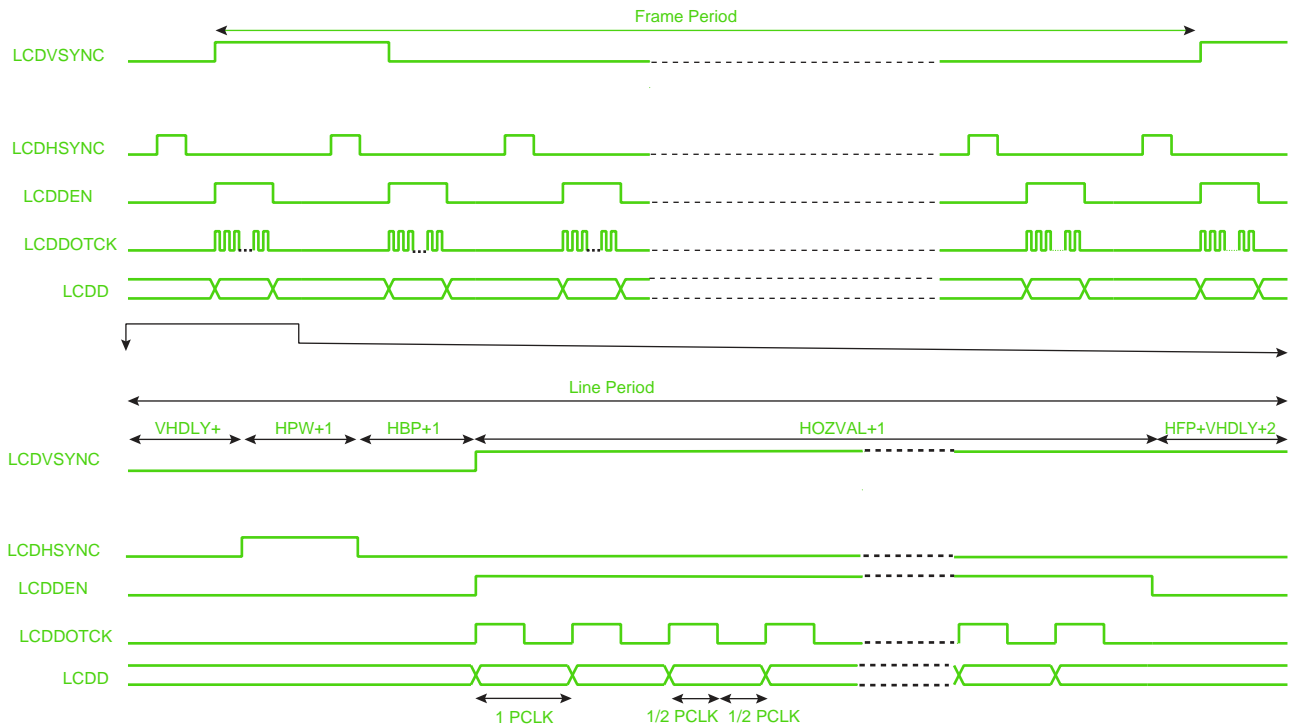 Frame Period
LCDVSYNC
LCDHSYNC
LCDDEN
LCDDOTCK
LCDD
Line Period
VHDLY+ HPW+1 HBP+1 HOZVAL+1 HFP+VHDLY+2
LCDVSYNC
LCDHSYNC
LCDDEN
LCDDOTCK
LCDD
1 PCLK 1/2 PCLK 1/2 PCLK